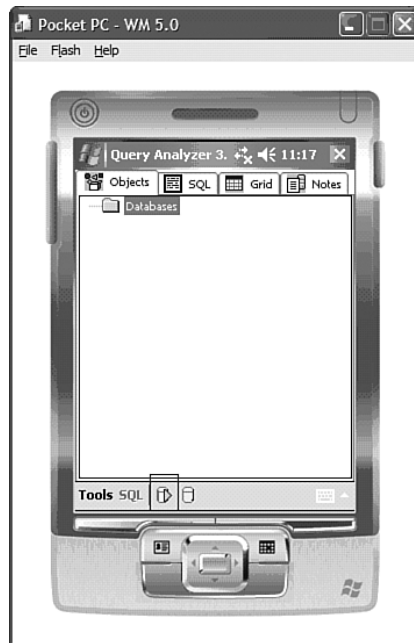 Pocket PC - WM 5.0
File Flash Help
Query Analyzer 3. 11:17
Objects SQL Grid Notes
Databases
Tools SQL